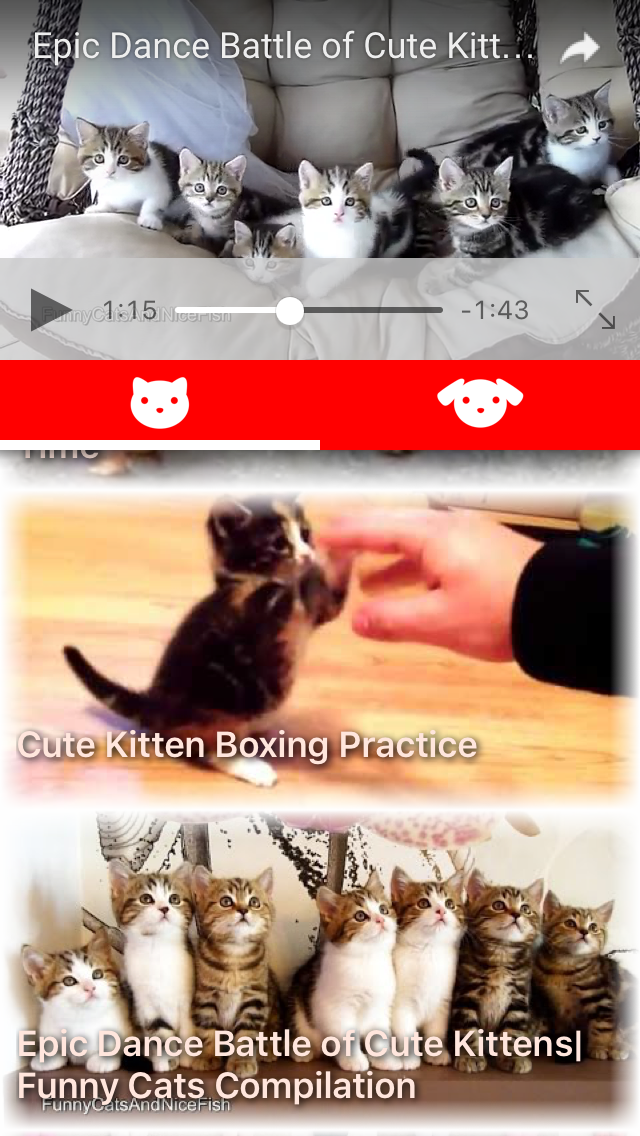 Epic Dance Battle of Cute Kitt...
1:15
-1:43
FunnyCatsAndNiceFish
Time
Cute Kitten Boxing Practice
Epic Dance Battle of Cute Kittens|
Funny Cats Compilation
FunnyCatsAndNiceFish